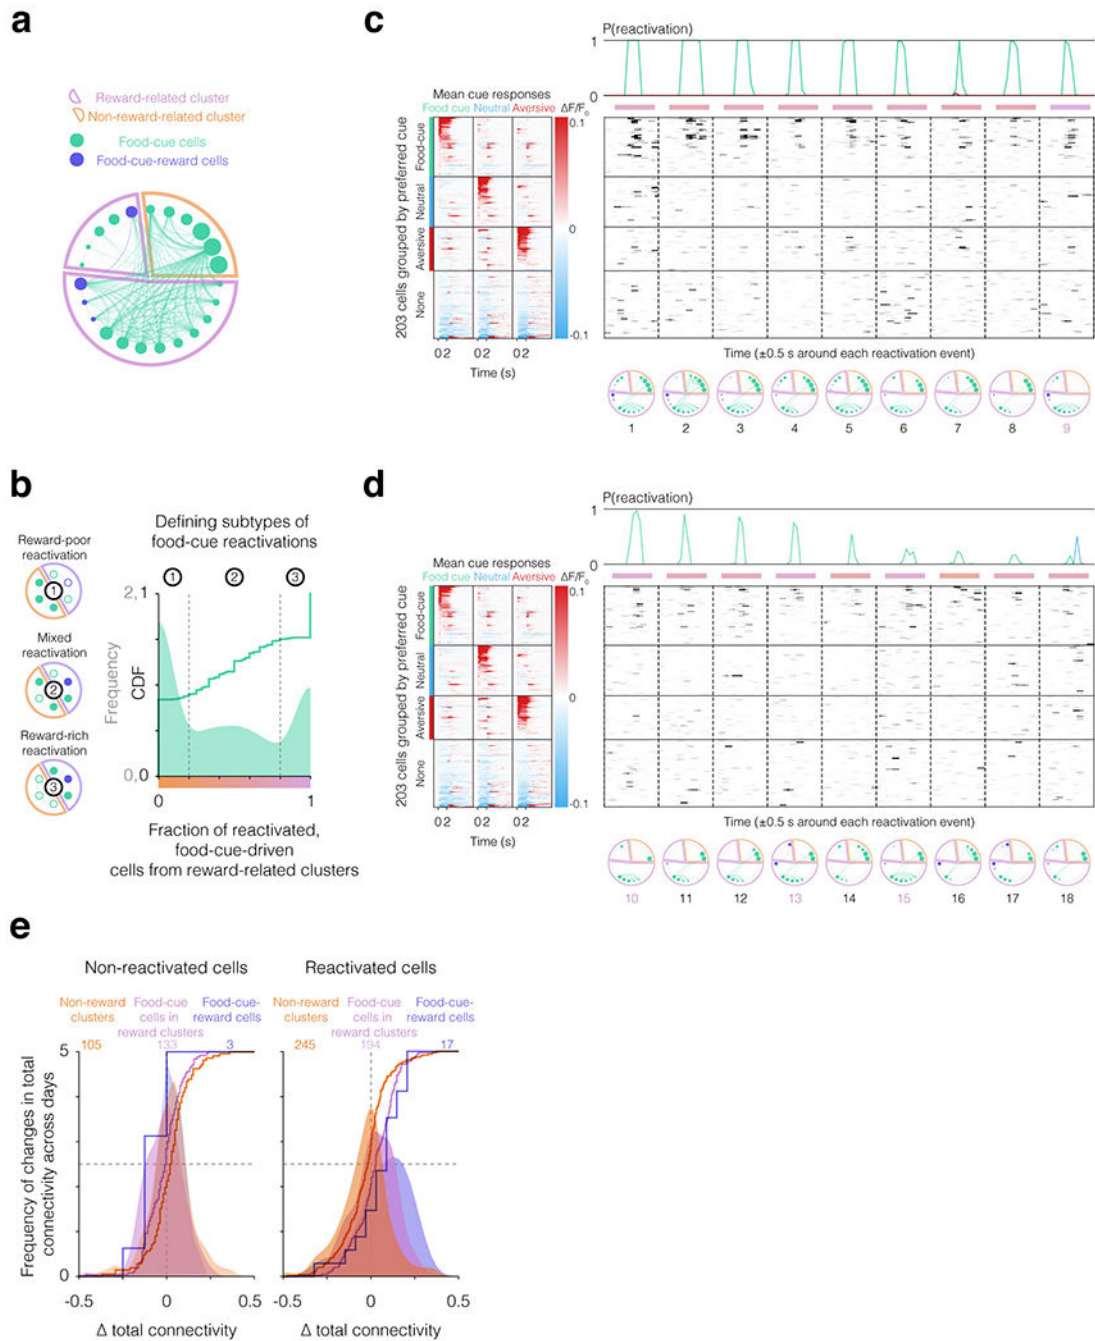 a
Reward-related cluster
Non-reward-related cluster
Food-cue cells
Food-cue-reward cells
b
Reward-poor
reactivation
1
Mixed
reactivation
2
Reward-rich
reactivation
3
Defining subtypes of
food-cue reactivations
1 2 3
2, 1
Frequency
CDF
0, 0
0 1
Fraction of reactivated,
food-cue-driven
cells from reward-related clusters
c
P(reactivation)
1
0
Mean cue responses
Food cue Neutral Aversive ΔF/F0
0.1
0
-0.1
203 cells grouped by preferred cue
Food-cue
Neutral
Aversive
None
02 02 02
Time (s)
Time (±0.5 s around each reactivation event)
1 2 3 4 5 6 7 8 9
d
P(reactivation)
1
0
Mean cue responses
Food cue Neutral Aversive ΔF/F0
0.1
0
-0.1
203 cells grouped by preferred cue
Food-cue
Neutral
Aversive
None
02 02 02
Time (s)
Time (±0.5 s around each reactivation event)
10 11 12 13 14 15 16 17 18
e
Non-reactivated cells
Non-reward
clusters
105
Food-cue
cells in
reward clusters
133
Food-cue-
reward cells
3
Frequency of changes in total
connectivity across days
5
0
-0.5 0 0.5
Δ total connectivity
Reactivated cells
Non-reward
clusters
245
Food-cue
cells in
reward clusters
194
Food-cue-
reward cells
17
-0.5 0 0.5
Δ total connectivity